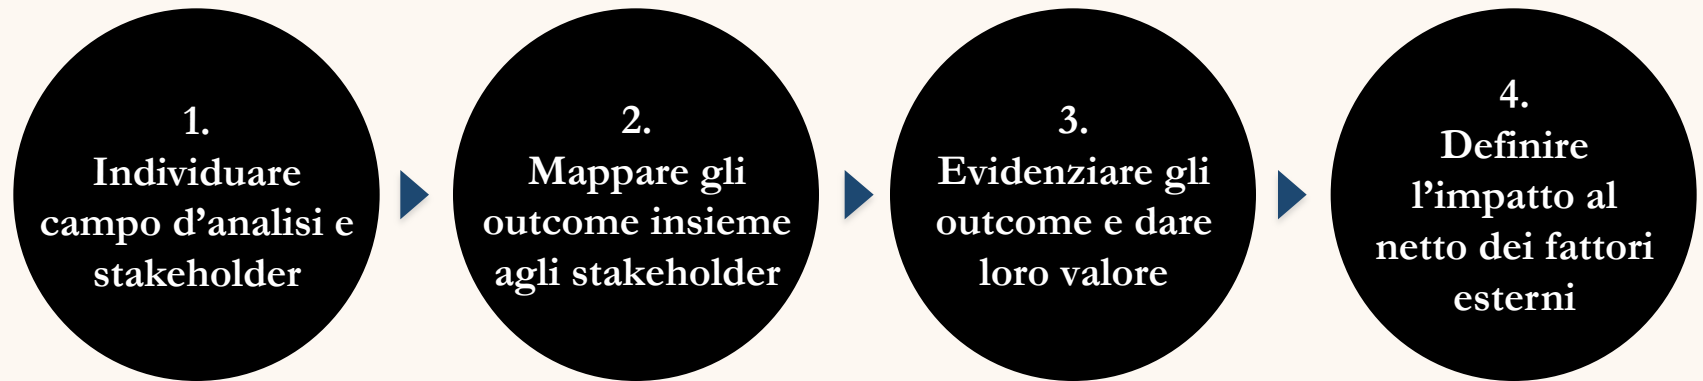 1.
Individuare
campo d’analisi e
stakeholder
2.
Mappare gli
outcome insieme
agli stakeholder
3.
Evidenziare gli
outcome e dare
loro valore
4.
Definire
l’impatto al
netto dei fattori
esterni